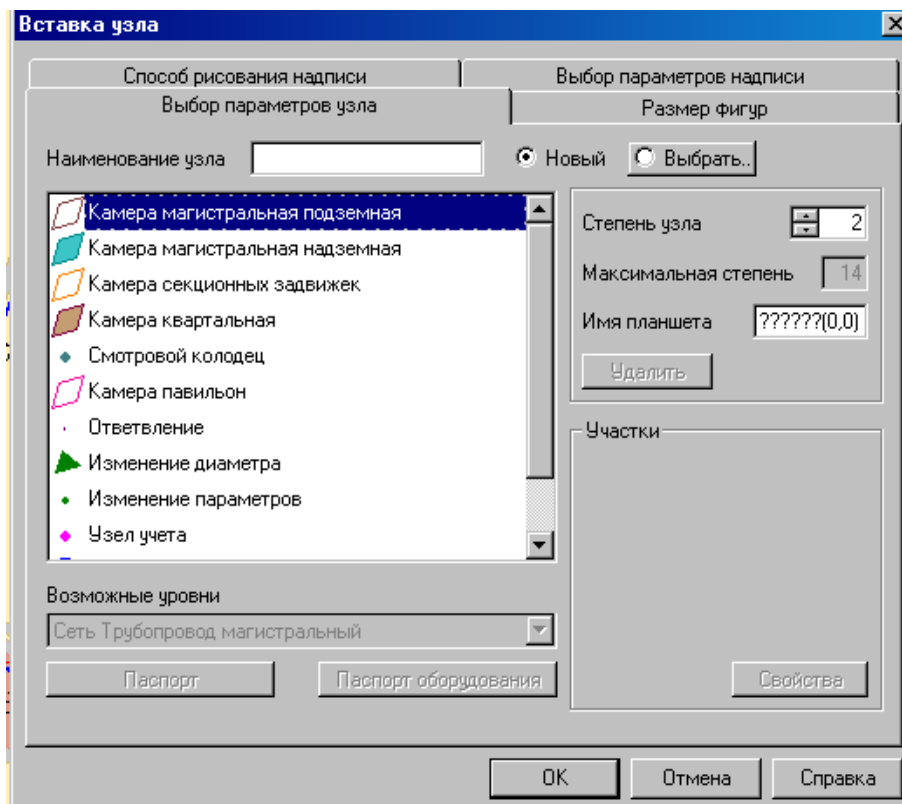 Вставка узла
Способ рисования надписи
Выбор параметров надписи
Выбор параметров узла
Размер фигур
Наименование узла
Новый
Выбрать..
Камера магистральная подземная
Камера магистральная надземная
Камера секционных задвижек
Камера квартальная
Смотровой колодец
Камера павильон
Ответвление
Изменение диаметра
Изменение параметров
Узел учета
Степень узла 2
Максимальная степень 14
Имя планшета ??????(0,0)
Удалить
Участки
Возможные уровни
Сеть Трубопровод магистральный
Паспорт
Паспорт оборудования
Свойства
OK
Отмена
Справка